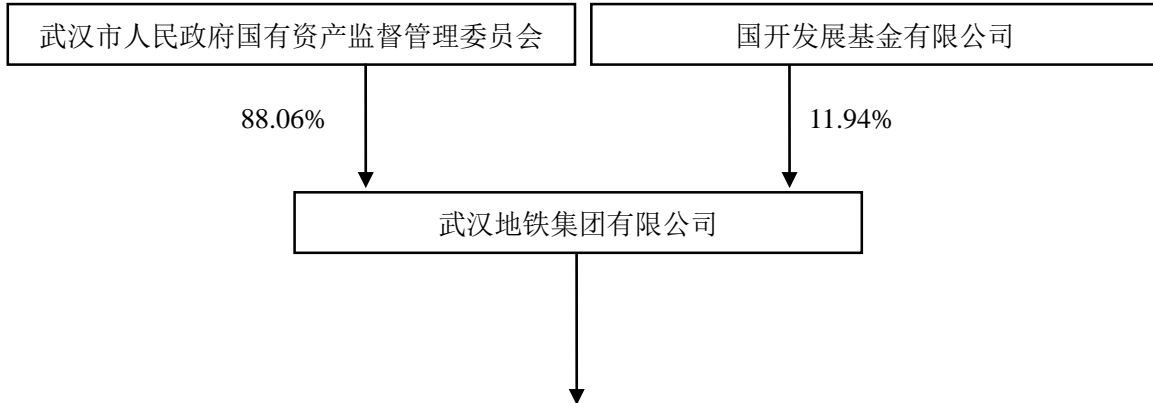 武汉市人民政府国有资产监督管理委员会
国开发展基金有限公司
88.06%
11.94%
武汉地铁集团有限公司